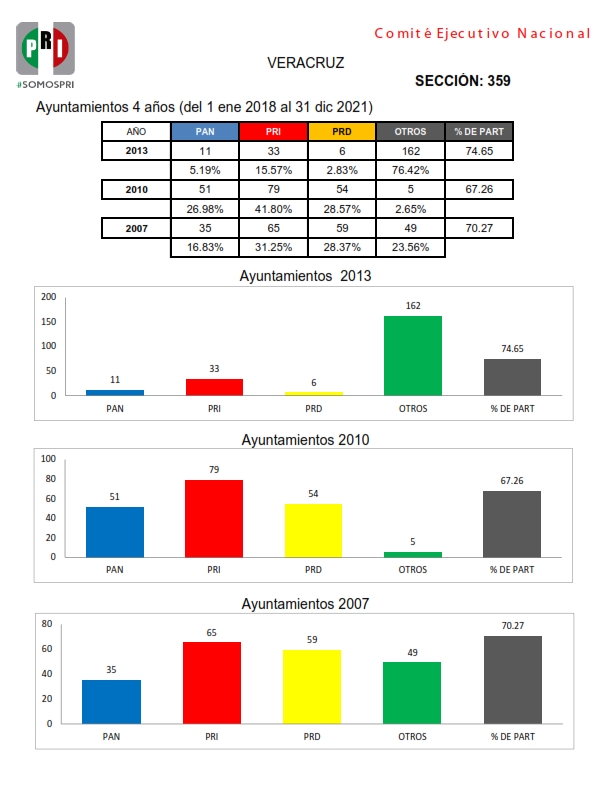 Comité Ejecutivo Nacional
PRI
#SOMOSPRI
VERACRUZ
SECCIÓN: 359
Ayuntamientos 4 años (del 1 ene 2018 al 31 dic 2021)
AÑO PAN PRI PRD OTROS % DE PART
2013 11 33 6 162 74.65
5.19% 15.57% 2.83% 76.42%
2010 51 79 54 5 67.26
26.98% 41.80% 28.57% 2.65%
2007 35 65 59 49 70.27
16.83% 31.25% 28.37% 23.56%
Ayuntamientos 2013
200
150
100
50
0
11 33 6 162 74.65
PAN PRI PRD OTROS % DE PART
Ayuntamientos 2010
100
80
60
40
20
0
51 79 54 5 67.26
PAN PRI PRD OTROS % DE PART
Ayuntamientos 2007
80
60
40
20
0
35 65 59 49 70.27
PAN PRI PRD OTROS % DE PART